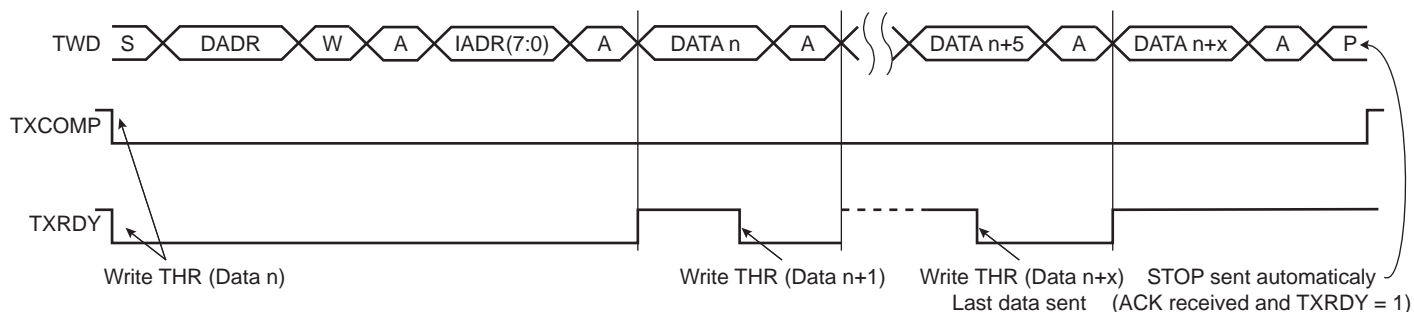 TWD S DADR W A IADR(7:0) A DATA n A DATA n+5 A DATA n+x A P
TXCOMP
TXRDY
Write THR (Data n) Write THR (Data n+1) Write THR (Data n+x) STOP sent automaticaly
Last data sent (ACK received and TXRDY = 1)